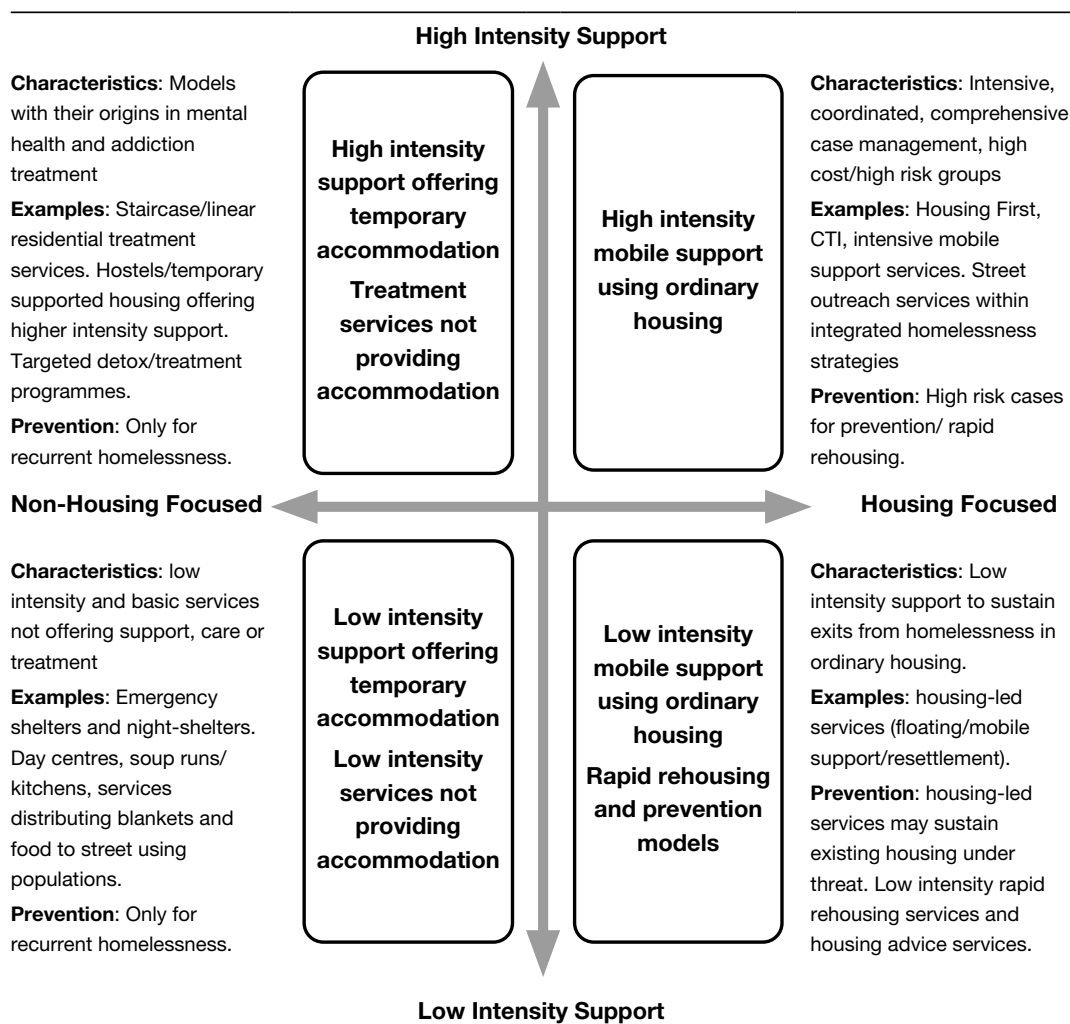 High Intensity Support
Characteristics: Models
with their origins in mental
health and addiction
treatment
Examples: Staircase/linear
residential treatment
services. Hostels/temporary
supported housing offering
higher intensity support.
Targeted detox/treatment
programmes.
Prevention: Only for
recurrent homelessness.
High intensity
support offering
temporary
accommodation
Treatment
services not
providing
accommodation
High intensity
mobile support
using ordinary
housing
Characteristics: Intensive,
coordinated, comprehensive
case management, high
cost/high risk groups
Examples: Housing First,
CTI, intensive mobile
support services. Street
outreach services within
integrated homelessness
strategies
Prevention: High risk cases
for prevention/ rapid
rehousing.
Non-Housing Focused
Housing Focused
Characteristics: low
intensity and basic services
not offering support, care or
treatment
Examples: Emergency
shelters and night-shelters.
Day centres, soup runs/
kitchens, services
distributing blankets and
food to street using
populations.
Prevention: Only for
recurrent homelessness.
Low intensity
support offering
temporary
accommodation
Low intensity
services not
providing
accommodation
Low intensity
mobile support
using ordinary
housing
Rapid rehousing
and prevention
models
Characteristics: Low
intensity support to sustain
exits from homelessness in
ordinary housing.
Examples: housing-led
services (floating/mobile
support/resettlement).
Prevention: housing-led
services may sustain
existing housing under
threat. Low intensity rapid
rehousing services and
housing advice services.
Low Intensity Support